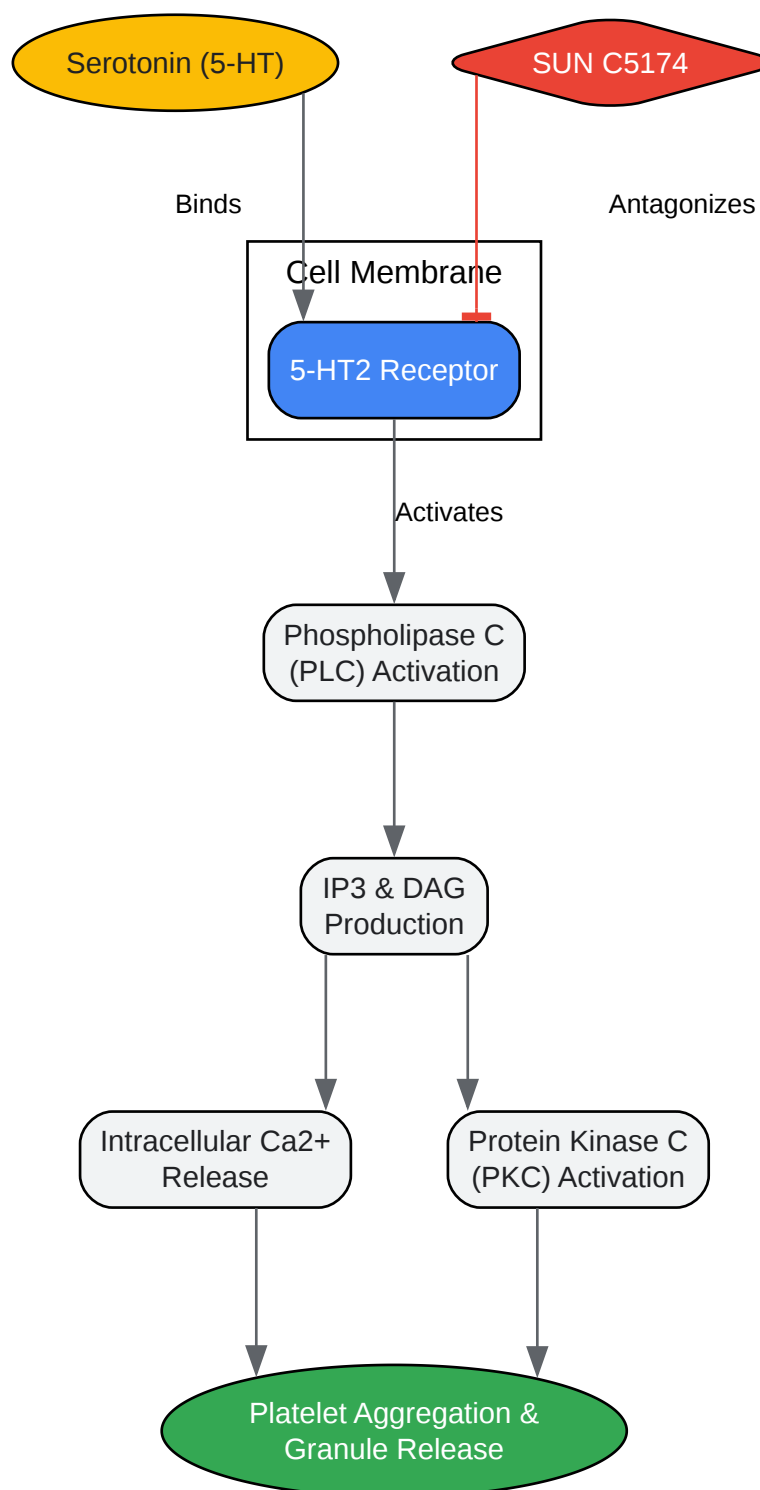 Serotonin (5-HT)
SUN C5174
Binds
Antagonizes
Cell Membrane
5-HT2 Receptor
Activates
Phospholipase C
(PLC) Activation
IP3 & DAG
Production
Intracellular Ca2+
Release
Protein Kinase C
(PKC) Activation
Platelet Aggregation &
Granule Release